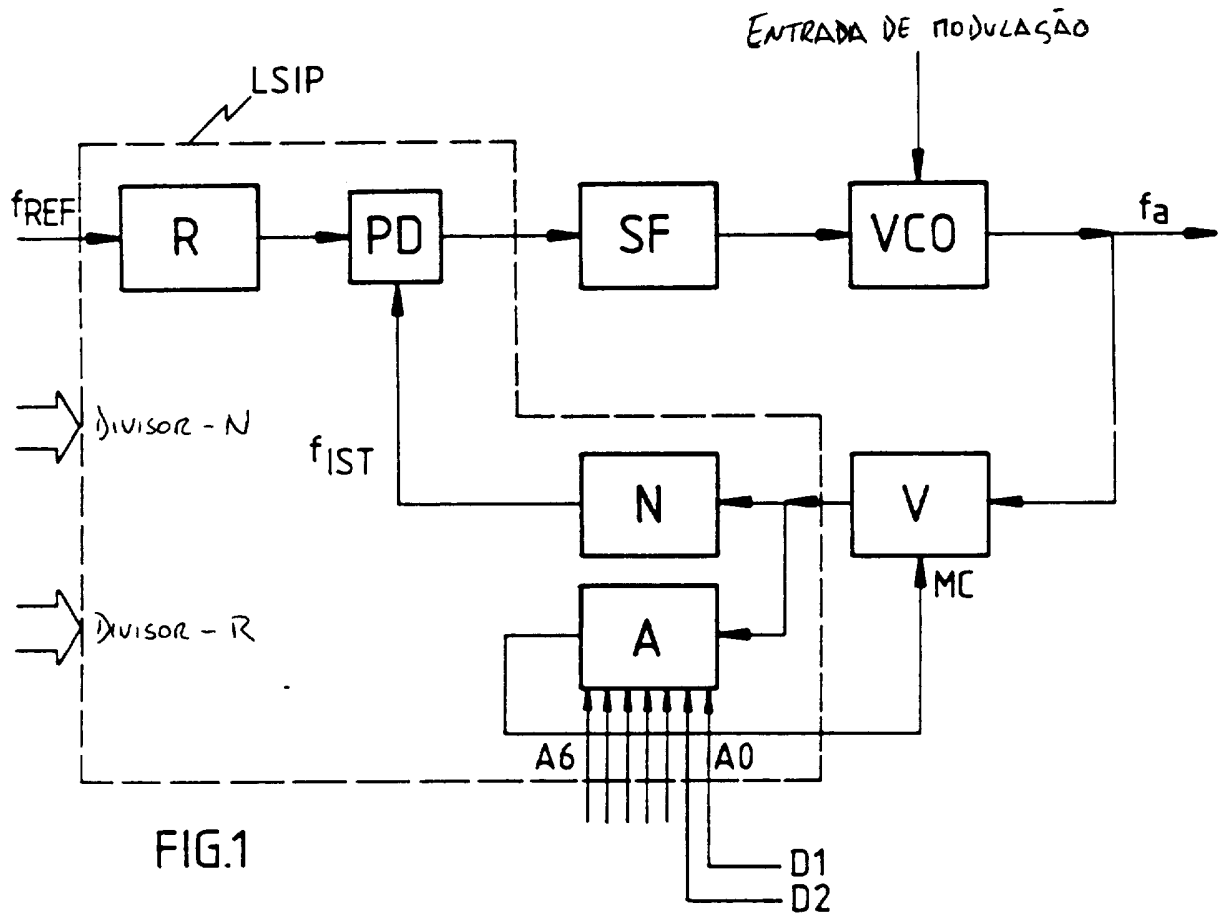 ENTRADA DE MODULAÇÃO
LSIP
fREF
R
PD
SF
VCO
fa
DIVISOR - N
fIST
N
V
MC
DIVISOR - R
A
A6
A0
FIG.1
D1
D2